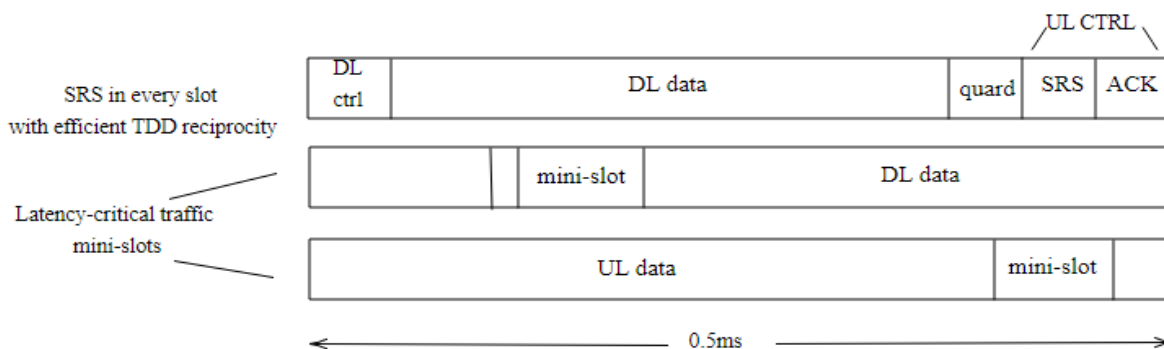 UL CTRL
DL
ctrl
DL data
quard
SRS
ACK
SRS in every slot
with efficient TDD reciprocity
mini-slot
DL data
Latency-critical traffic
mini-slots
UL data
mini-slot
0.5ms